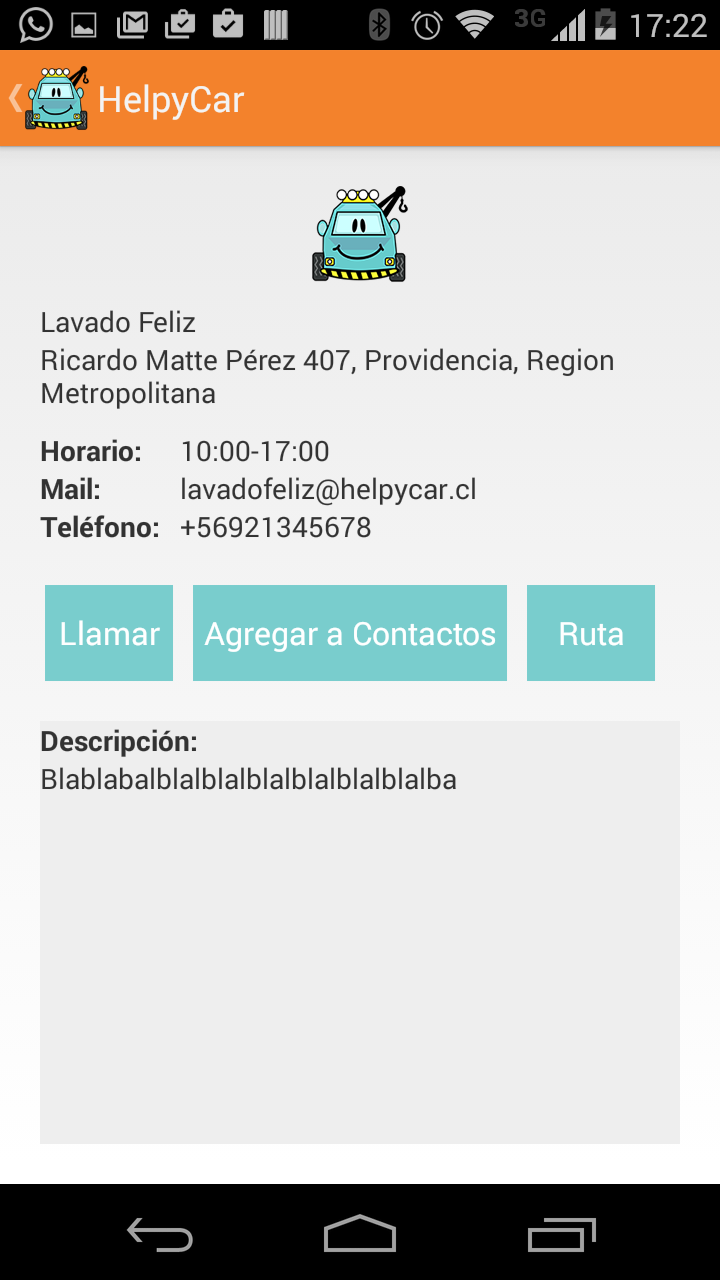 3G 17:22
HelpyCar
Lavado Feliz
Ricardo Matte Pérez 407, Providencia, Region
Metropolitana
Horario: 10:00-17:00
Mail: lavadofeliz@helpycar.cl
Teléfono: +56921345678
Llamar Agregar a Contactos Ruta
Descripción:
Blablabalblalblalblalblalblalblalblalba